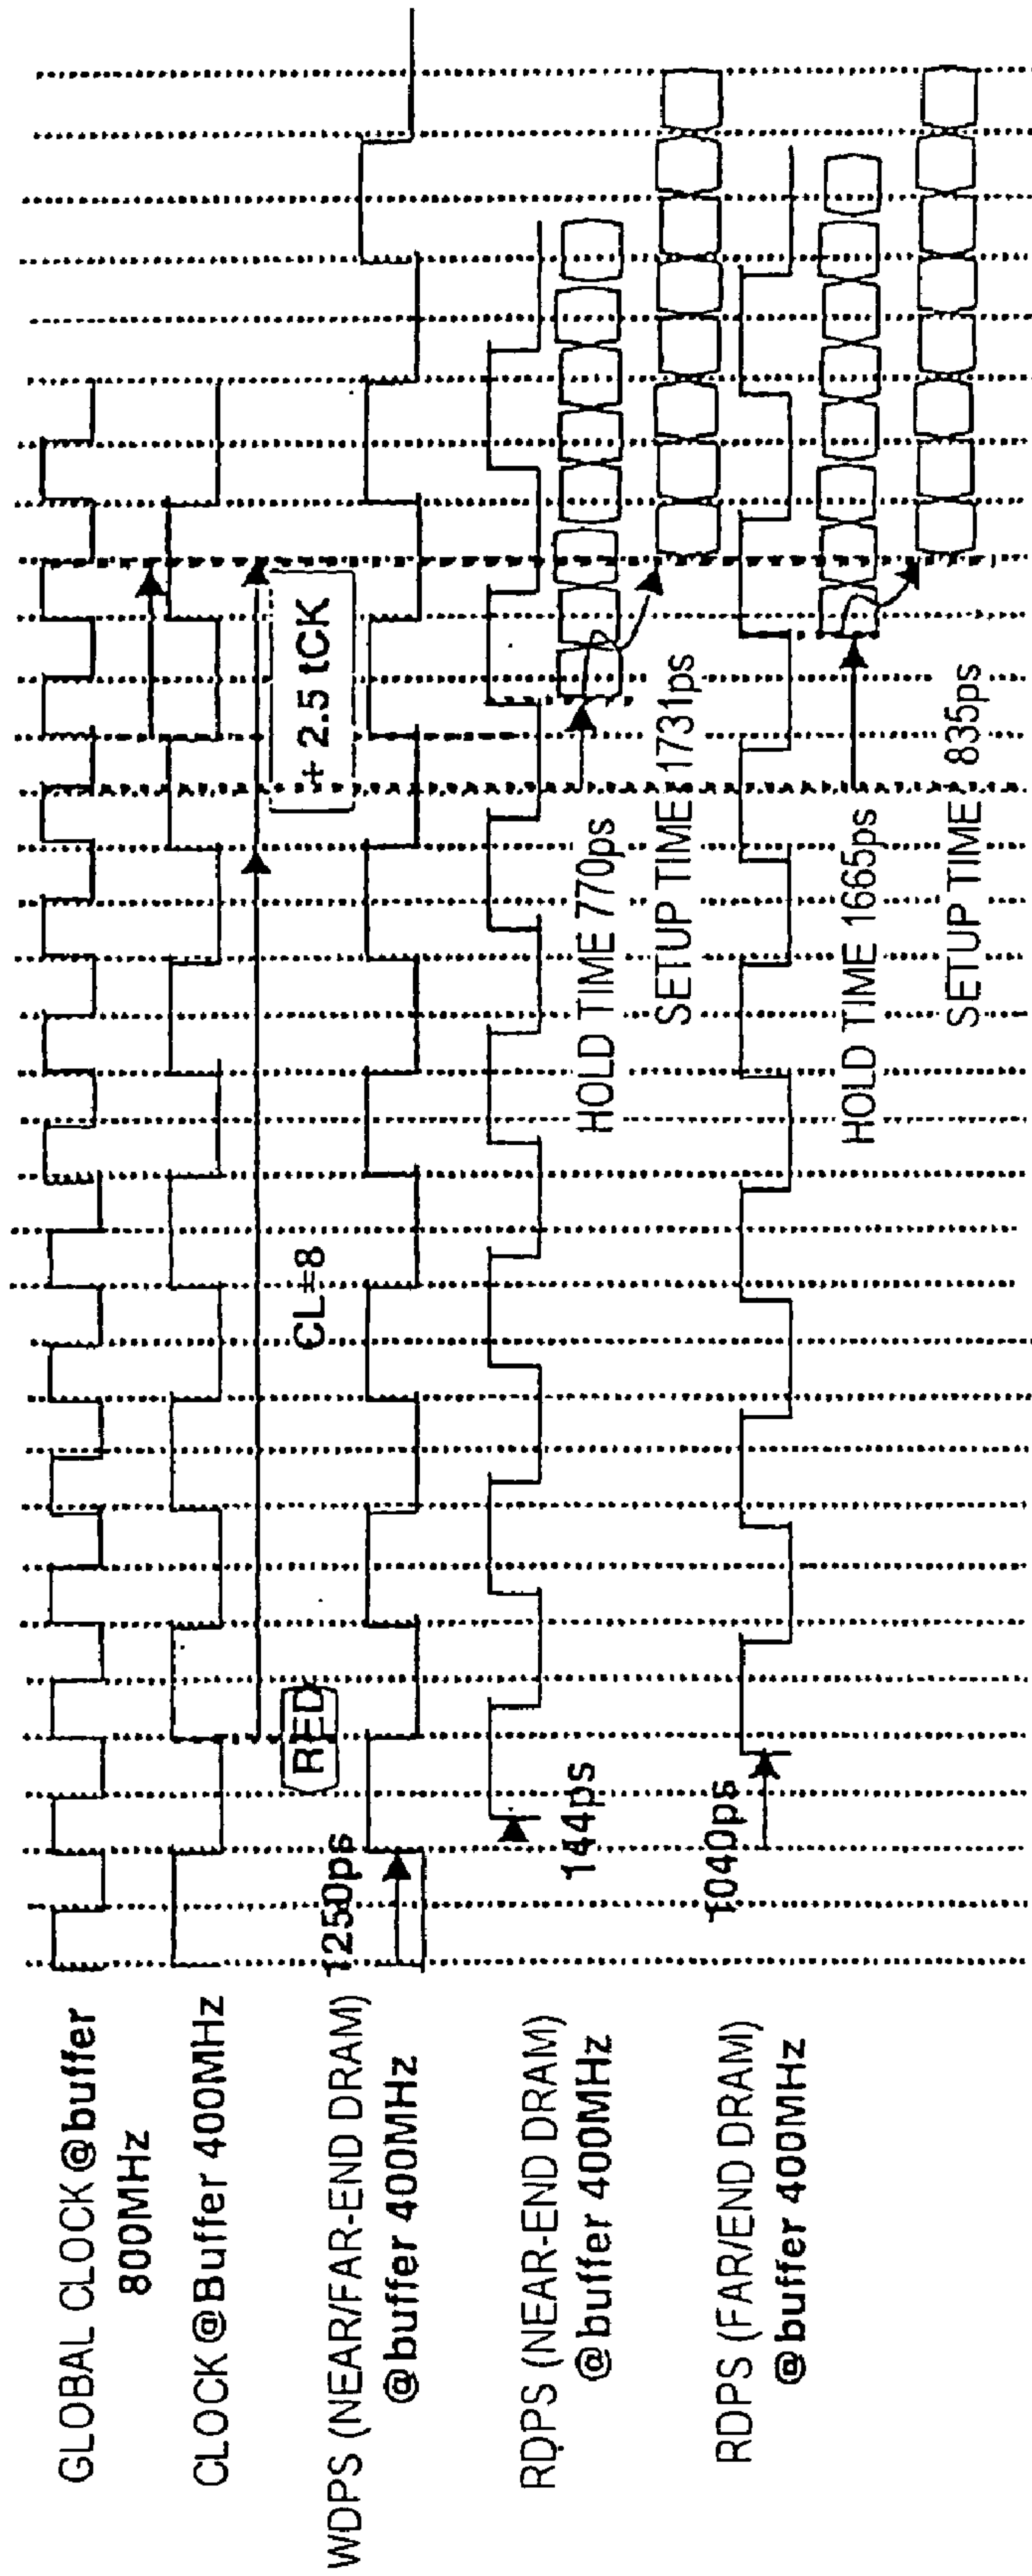 GLOBAL CLOCK @buffer
800MHz
CLOCK @Buffer 400MHz
+ 2.5 tCK
CL=8
RED
1250ps
WDPS (NEAR/FAR-END DRAM)
@buffer 400MHz
144ps
RDPS (NEAR-END DRAM)
@buffer 400MHz
HOLD TIME 770ps
SETUP TIME 1731ps
1040ps
RDPS (FAR/END DRAM)
@buffer 400MHz
HOLD TIME 1665ps
SETUP TIME 835ps